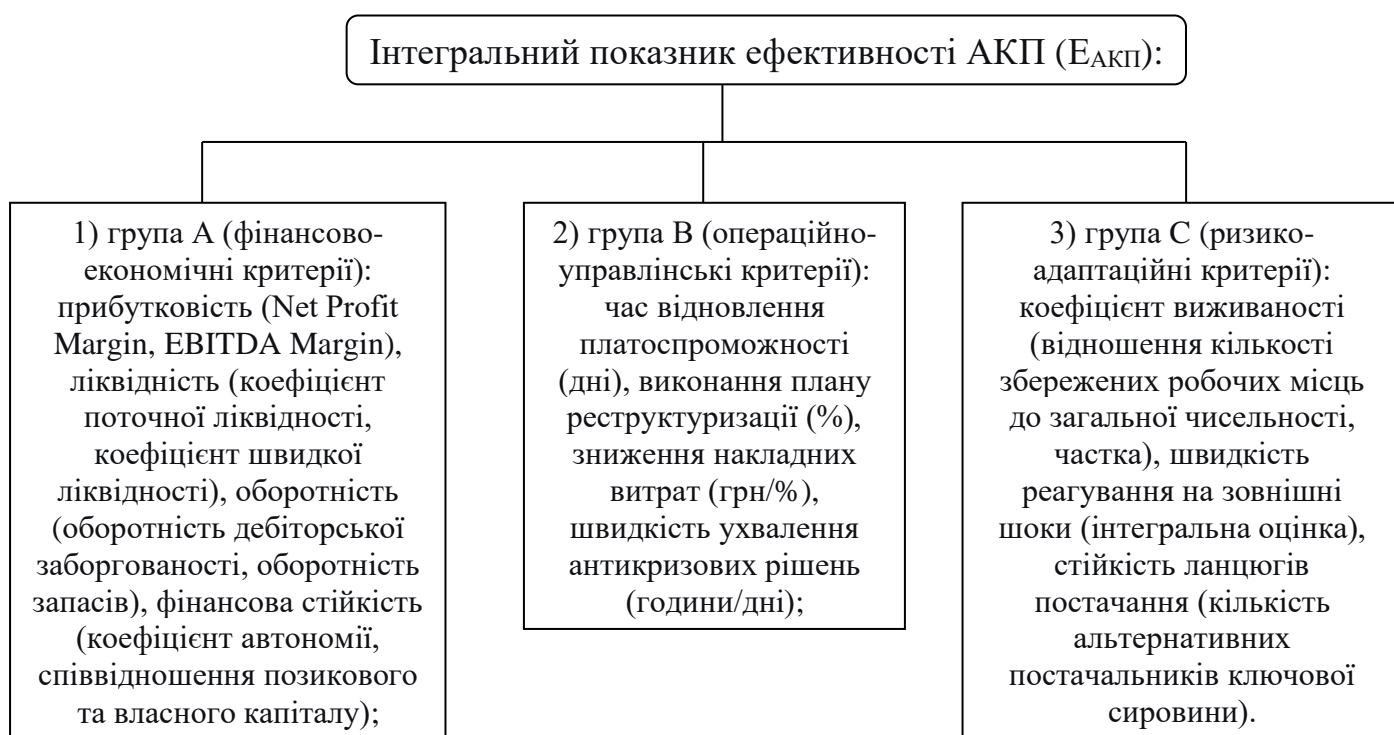 Інтегральний показник ефективності АКП (ЕАКП):
1) група А (фінансово-
економічні критерії):
прибутковість (Net Profit
Margin, EBITDA Margin),
ліквідність (коефіцієнт
поточної ліквідності,
коефіцієнт швидкої
ліквідності), оборотність
(оборотність дебіторської
заборгованості, оборотність
запасів), фінансова стійкість
(коефіцієнт автономії,
співвідношення позикового
та власного капіталу);
2) група В (операційно-
управлінські критерії):
час відновлення
платоспроможності
(дні), виконання плану
реструктуризації (%),
зниження накладних
витрат (грн/%),
швидкість ухвалення
антикризових рішень
(години/дні);
3) група С (ризико-
адаптаційні критерії):
коефіцієнт виживаності
(відношення кількості
збережених робочих місць
до загальної чисельності,
частка), швидкість
реагування на зовнішні
шоки (інтегральна оцінка),
стійкість ланцюгів
постачання (кількість
альтернативних
постачальників ключової
сировини).